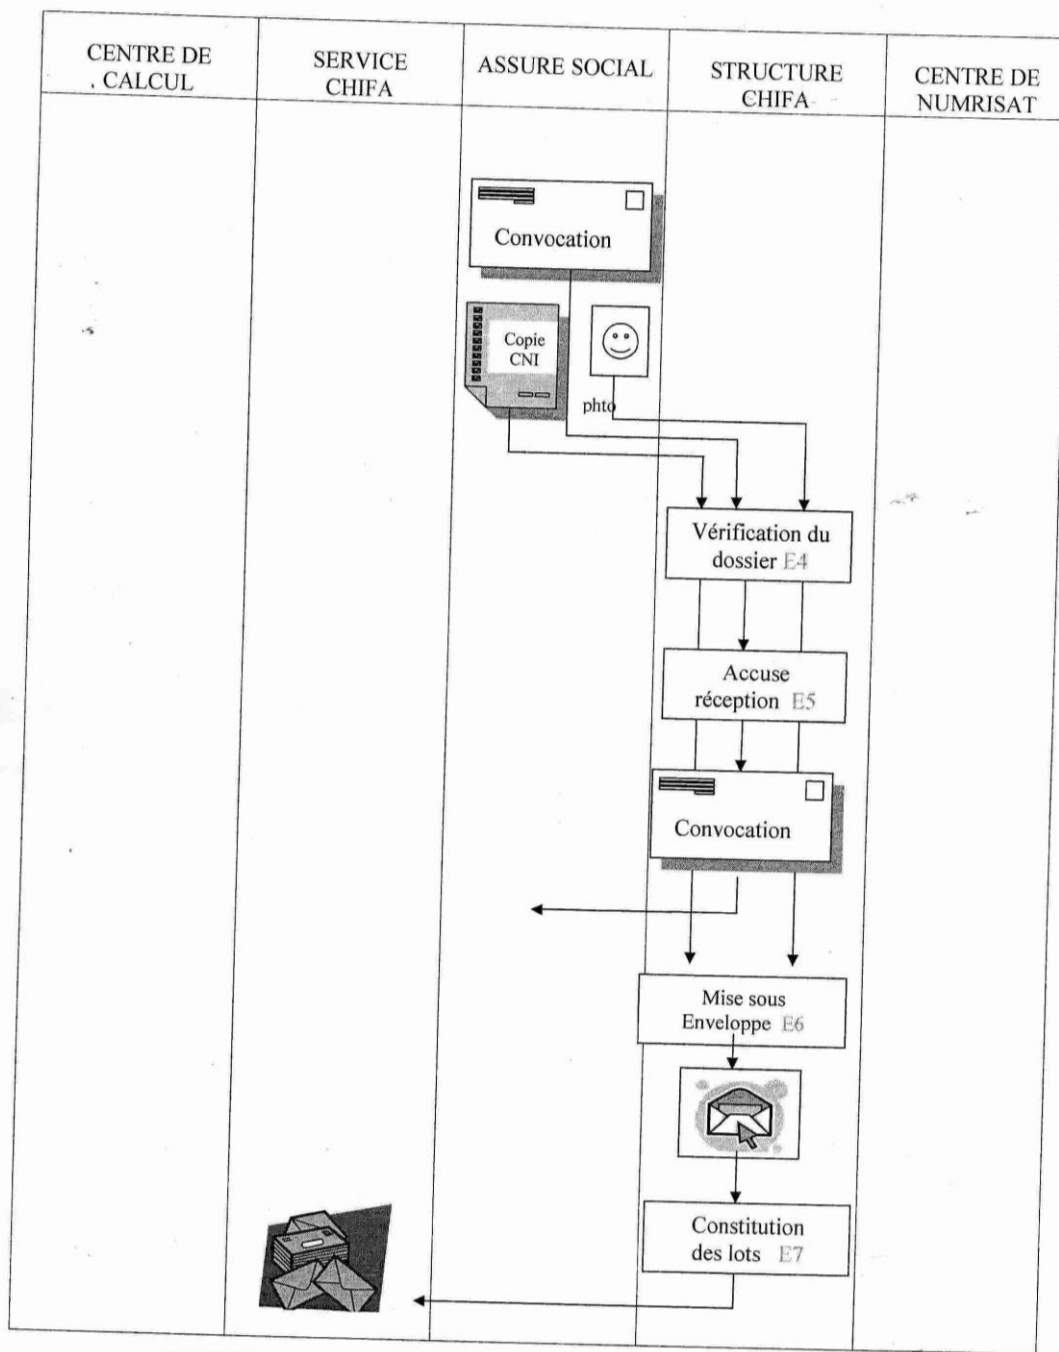 CENTRE DE
CALCUL
SERVICE
CHIFA
ASSURE SOCIAL
STRUCTURE
CHIFA
CENTRE DE
NUMRISAT
Convocation
Copie
CNI
phto
Vérification du
dossier E4
Accuse
réception E5
Convocation
Mise sous
Enveloppe E6
Constitution
des lots E7